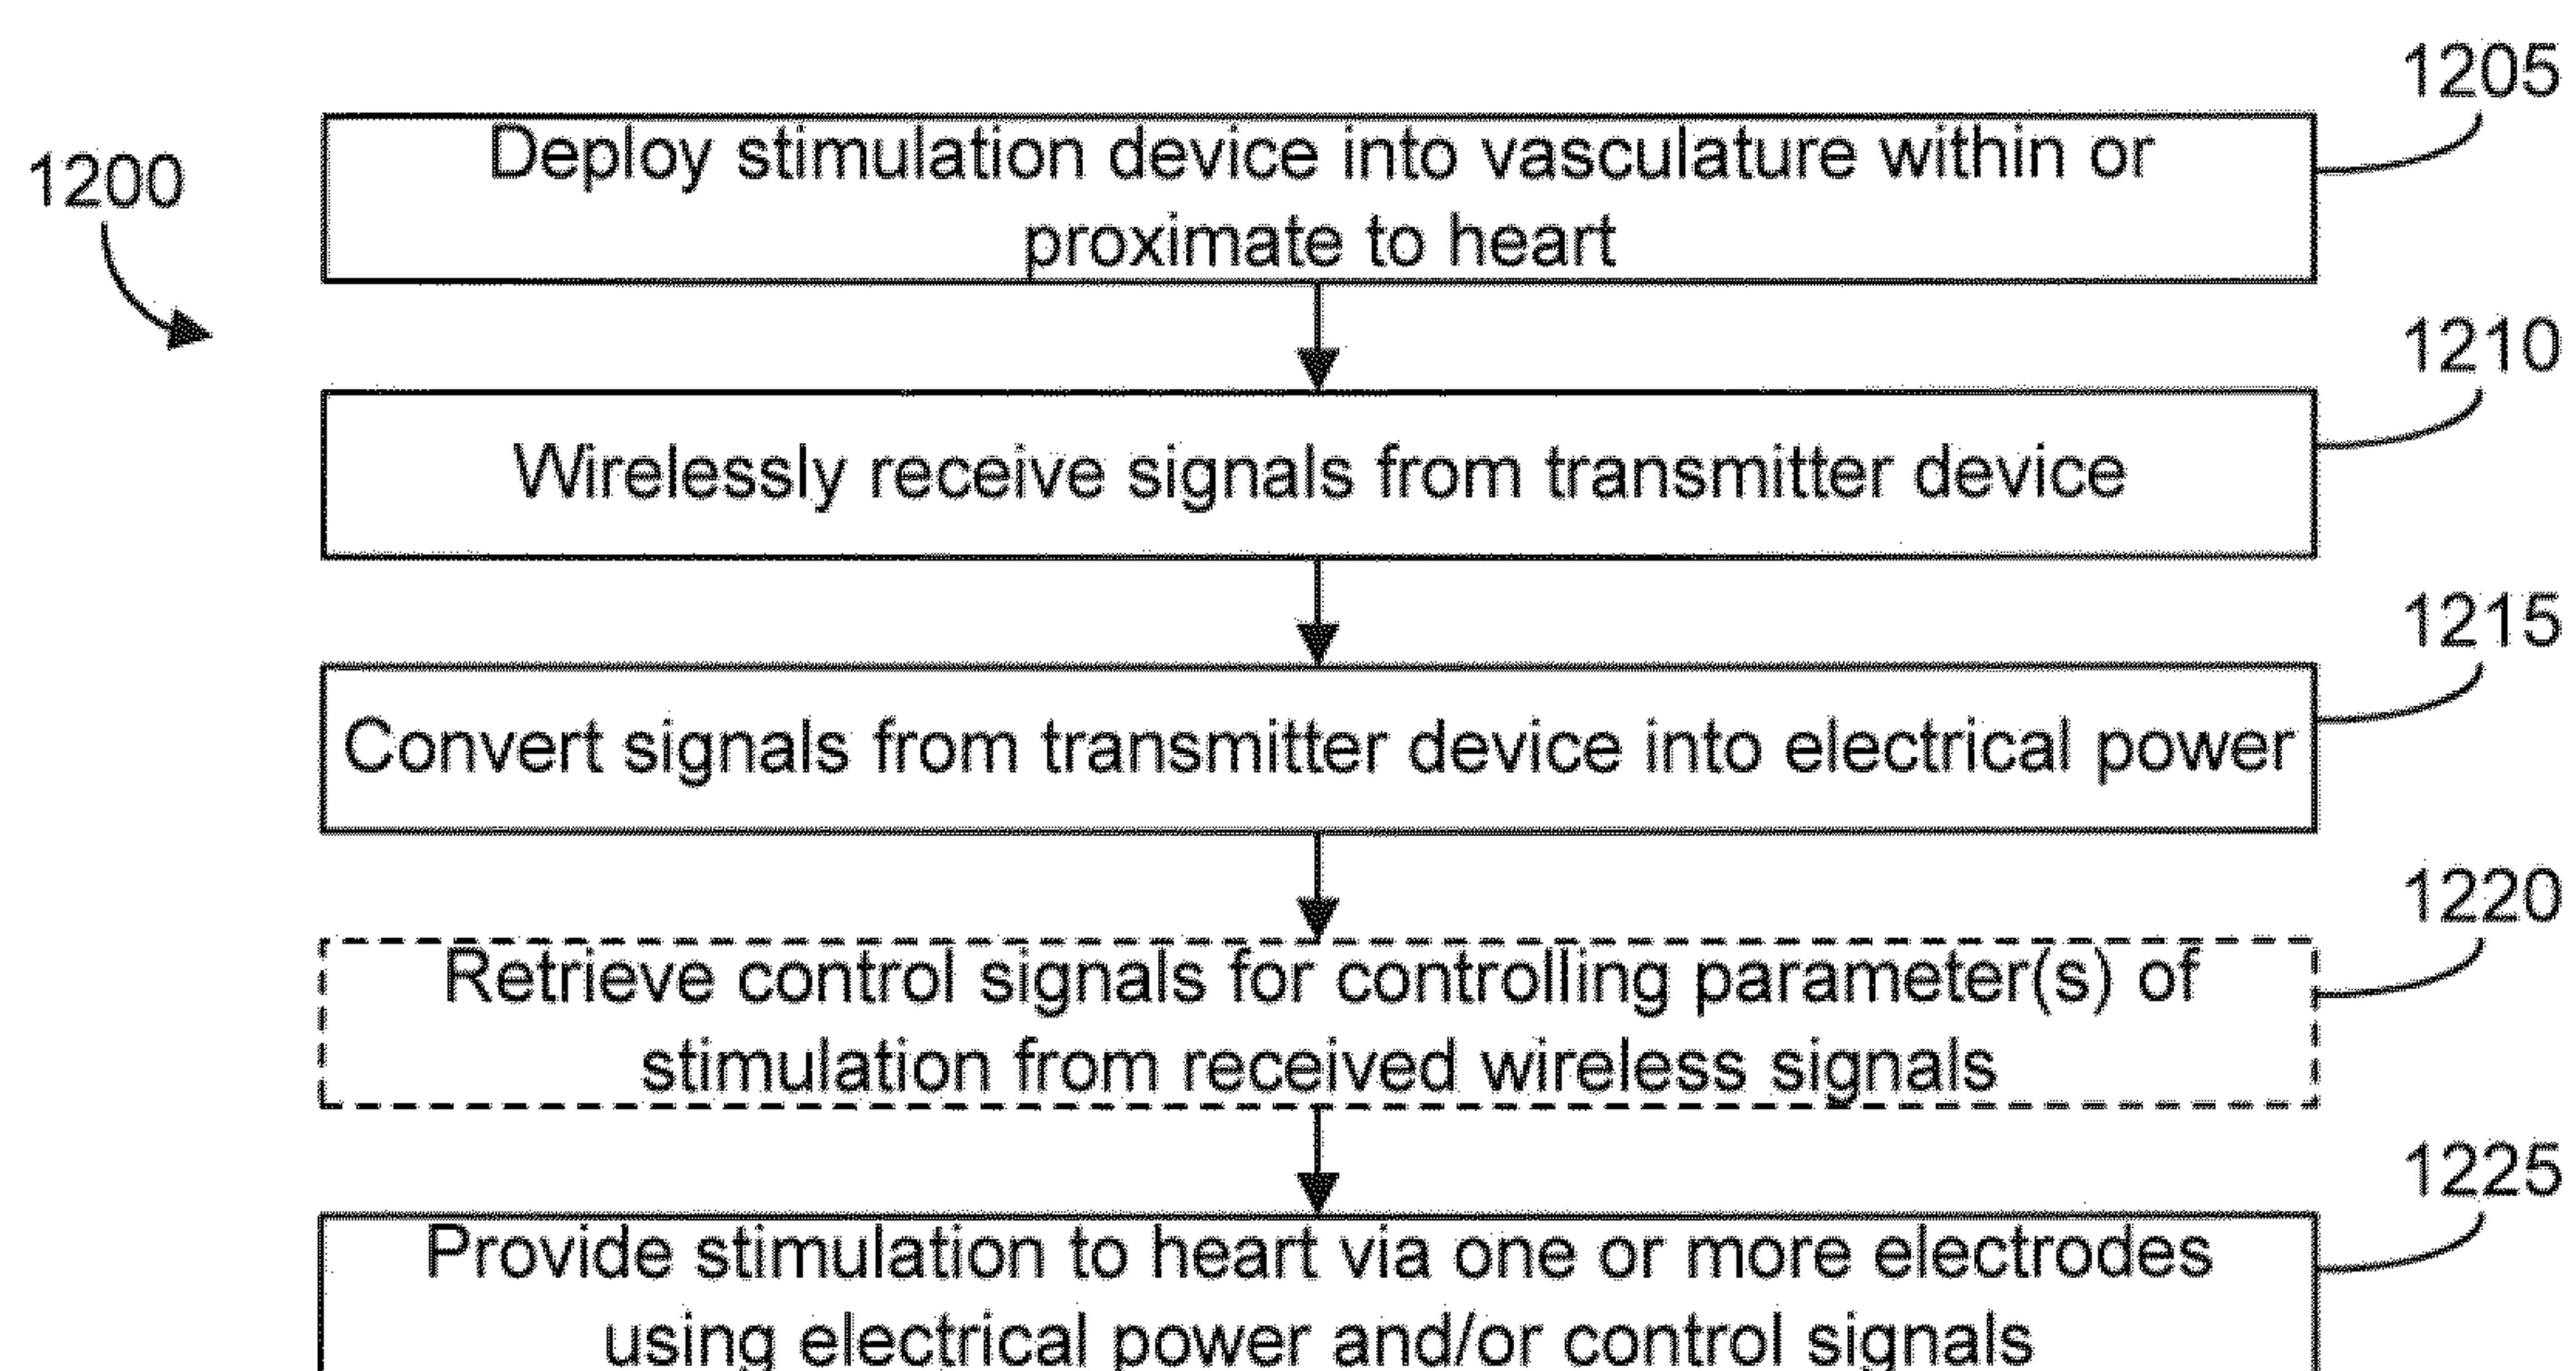 1205
Deploy stimulation device into vasculature within or
1200
proximate to heart
1210
Wirelessly receive signals from transmitter device
1215
Convert signals from transmitter device into electrical power
1220
Retrieve control signals for controlling parameter(s) of
stimulation from received wireless signals
1225
Provide stimulation to heart via one or more electrodes
using electrical power and/or control signals